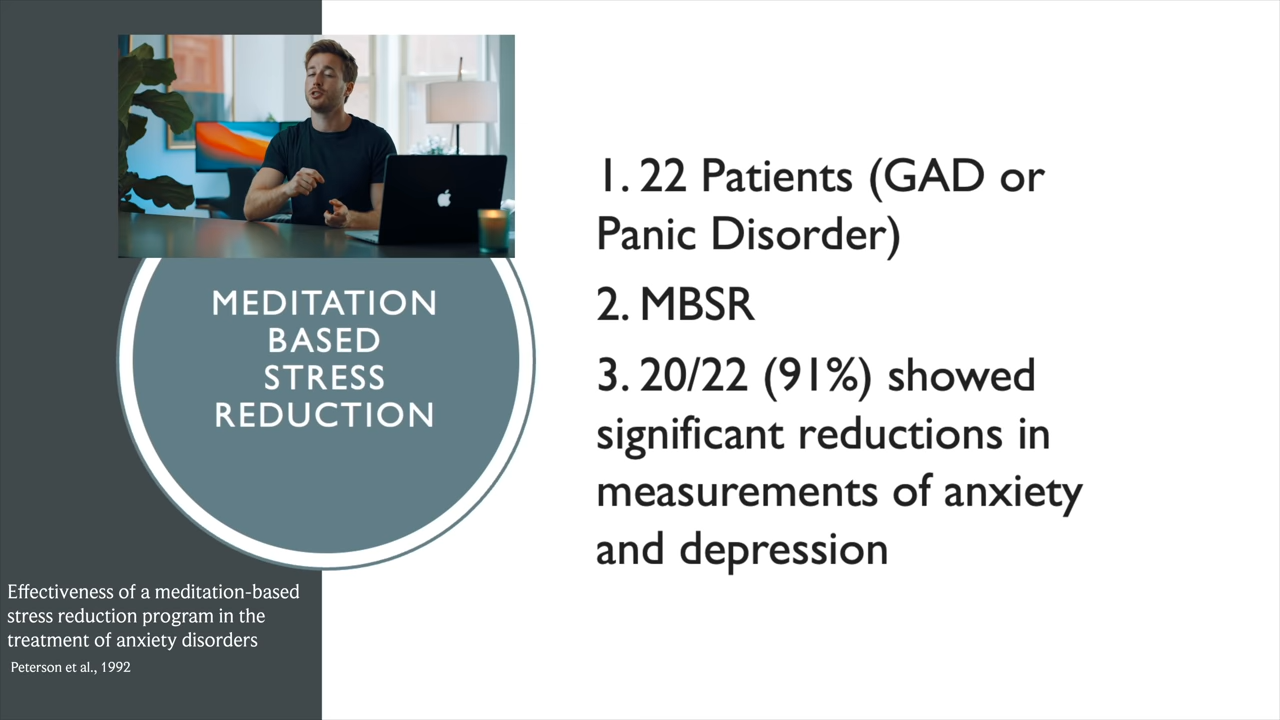 MEDITATION
BASED
STRESS
REDUCTION
1. 22 Patients (GAD or
Panic Disorder)
2. MBSR
3. 20/22 (91%) showed
significant reductions in
measurements of anxiety
and depression
Effectiveness of a meditation-based
stress reduction program in the
treatment of anxiety disorders
Peterson et al., 1992